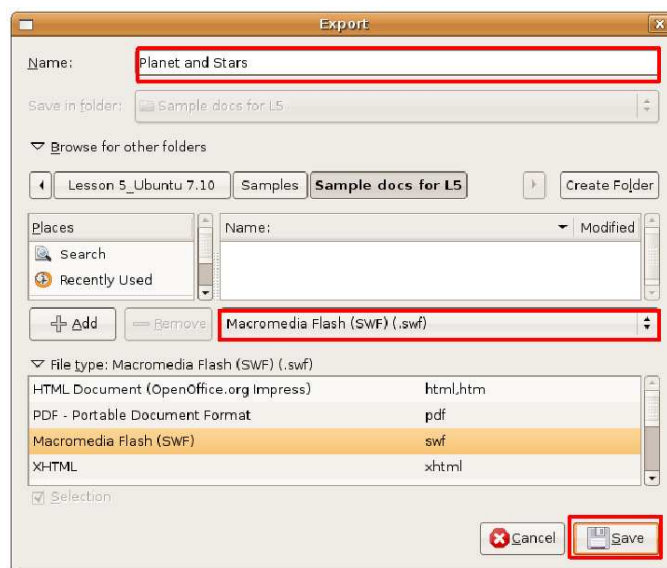 Export
Name: Planet and Stars
Save in folder: Sample docs for L5
Browse for other folders
Lesson 5_Ubuntu 7.10 Samples Sample docs for L5 Create Folder
Places Name: Modified
Search
Recently Used
Add Remove Macromedia Flash (SWF) (.swf)
File type: Macromedia Flash (SWF) (.swf)
HTML Document (OpenOffice.org Impress) html,htm
PDF - Portable Document Format pdf
Macromedia Flash (SWF) swf
XHTML xhtml
Selection
Cancel Save